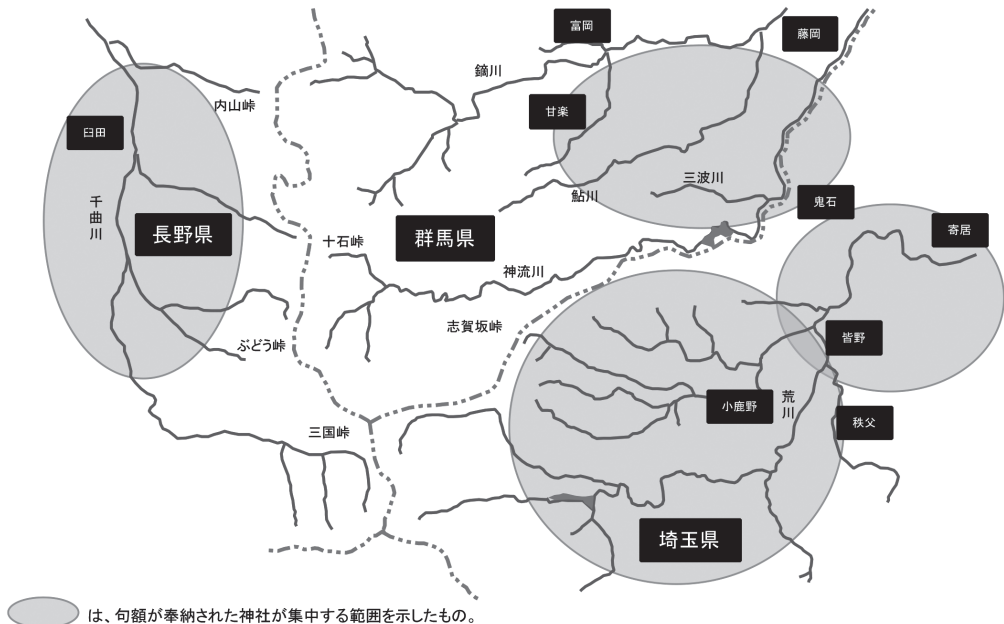 富岡
藤岡
鏑川
内山峠
甘楽
臼田
三波川
千曲川
鮎川
鬼石
長野県
群馬県
寄居
十石峠
神流川
志賀坂峠
皆野
ぶどう峠
小鹿野
荒川
秩父
三国峠
埼玉県
は、句額が奉納された神社が集中する範囲を示したもの。